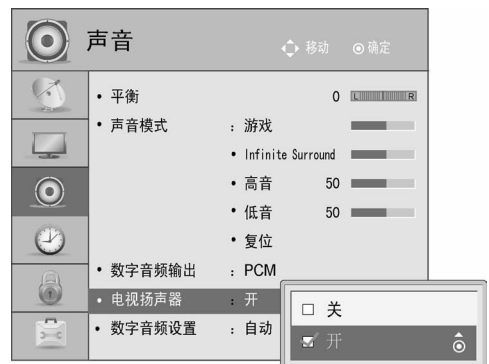 声音 移动 确定
• 平衡 0 L R
• 声音模式 : 游戏
• Infinite Surround
• 高音 50
• 低音 50
• 复位
• 数字音频输出 : PCM
• 电视扬声器 : 开
• 数字音频设置 : 自动
关
开